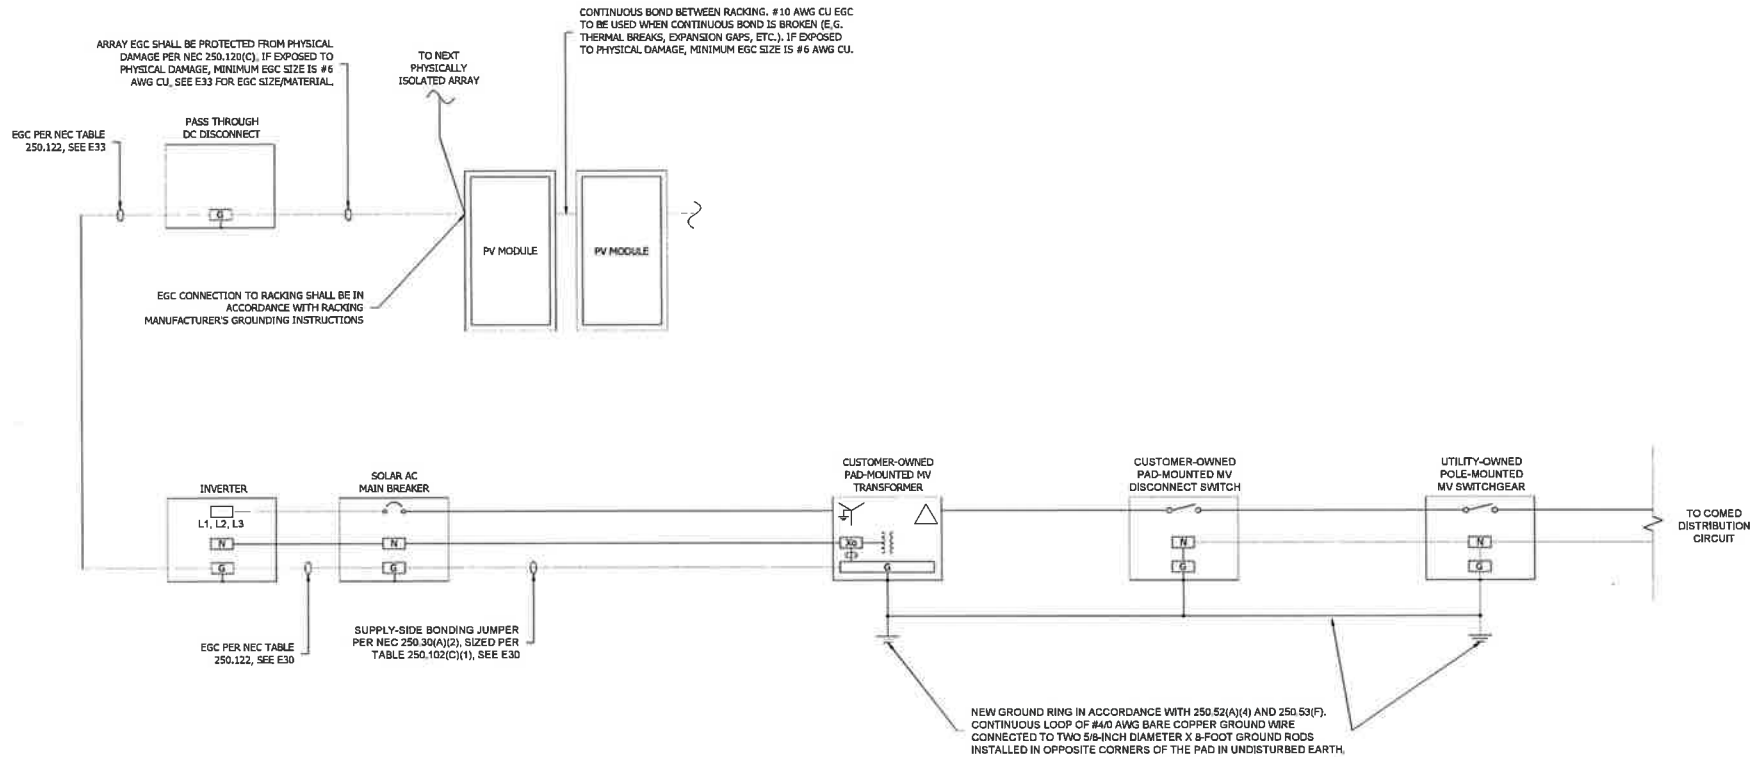 CONTINUOUS BOND BETWEEN RACKING. #10 AWG CU EGC
TO BE USED WHEN CONTINUOUS BOND IS BROKEN (E.G.
THERMAL BREAKS, EXPANSION GAPS, ETC.). IF EXPOSED
TO PHYSICAL DAMAGE, MINIMUM EGC SIZE IS #6 AWG CU.
ARRAY EGC SHALL BE PROTECTED FROM PHYSICAL
DAMAGE PER NEC 250.120(C). IF EXPOSED TO
PHYSICAL DAMAGE, MINIMUM EGC SIZE IS #6
AWG CU. SEE E33 FOR EGC SIZE/MATERIAL.
TO NEXT
PHYSICALLY
ISOLATED ARRAY
PASS THROUGH
DC DISCONNECT
EGC PER NEC TABLE
250.122, SEE E33
G
PV MODULE
PV MODULE
EGC CONNECTION TO RACKING SHALL BE IN
ACCORDANCE WITH RACKING
MANUFACTURER'S GROUNDING INSTRUCTIONS
INVERTER
L1, L2, L3
N
G
SOLAR AC
MAIN BREAKER
N
G
CUSTOMER-OWNED
PAD-MOUNTED MV
TRANSFORMER
Xo
G
CUSTOMER-OWNED
PAD-MOUNTED MV
DISCONNECT SWITCH
N
G
UTILITY-OWNED
POLE-MOUNTED
MV SWITCHGEAR
N
G
TO COMED
DISTRIBUTION
CIRCUIT
EGC PER NEC TABLE
250.122, SEE E30
SUPPLY-SIDE BONDING JUMPER
PER NEC 250.30(A)(2), SIZED PER
TABLE 250.102(C)(1), SEE E30
NEW GROUND RING IN ACCORDANCE WITH 250.52(A)(4) AND 250.53(F).
CONTINUOUS LOOP OF #4/0 AWG BARE COPPER GROUND WIRE
CONNECTED TO TWO 5/8-INCH DIAMETER X 8-FOOT GROUND RODS
INSTALLED IN OPPOSITE CORNERS OF THE PAD IN UNDISTURBED EARTH.